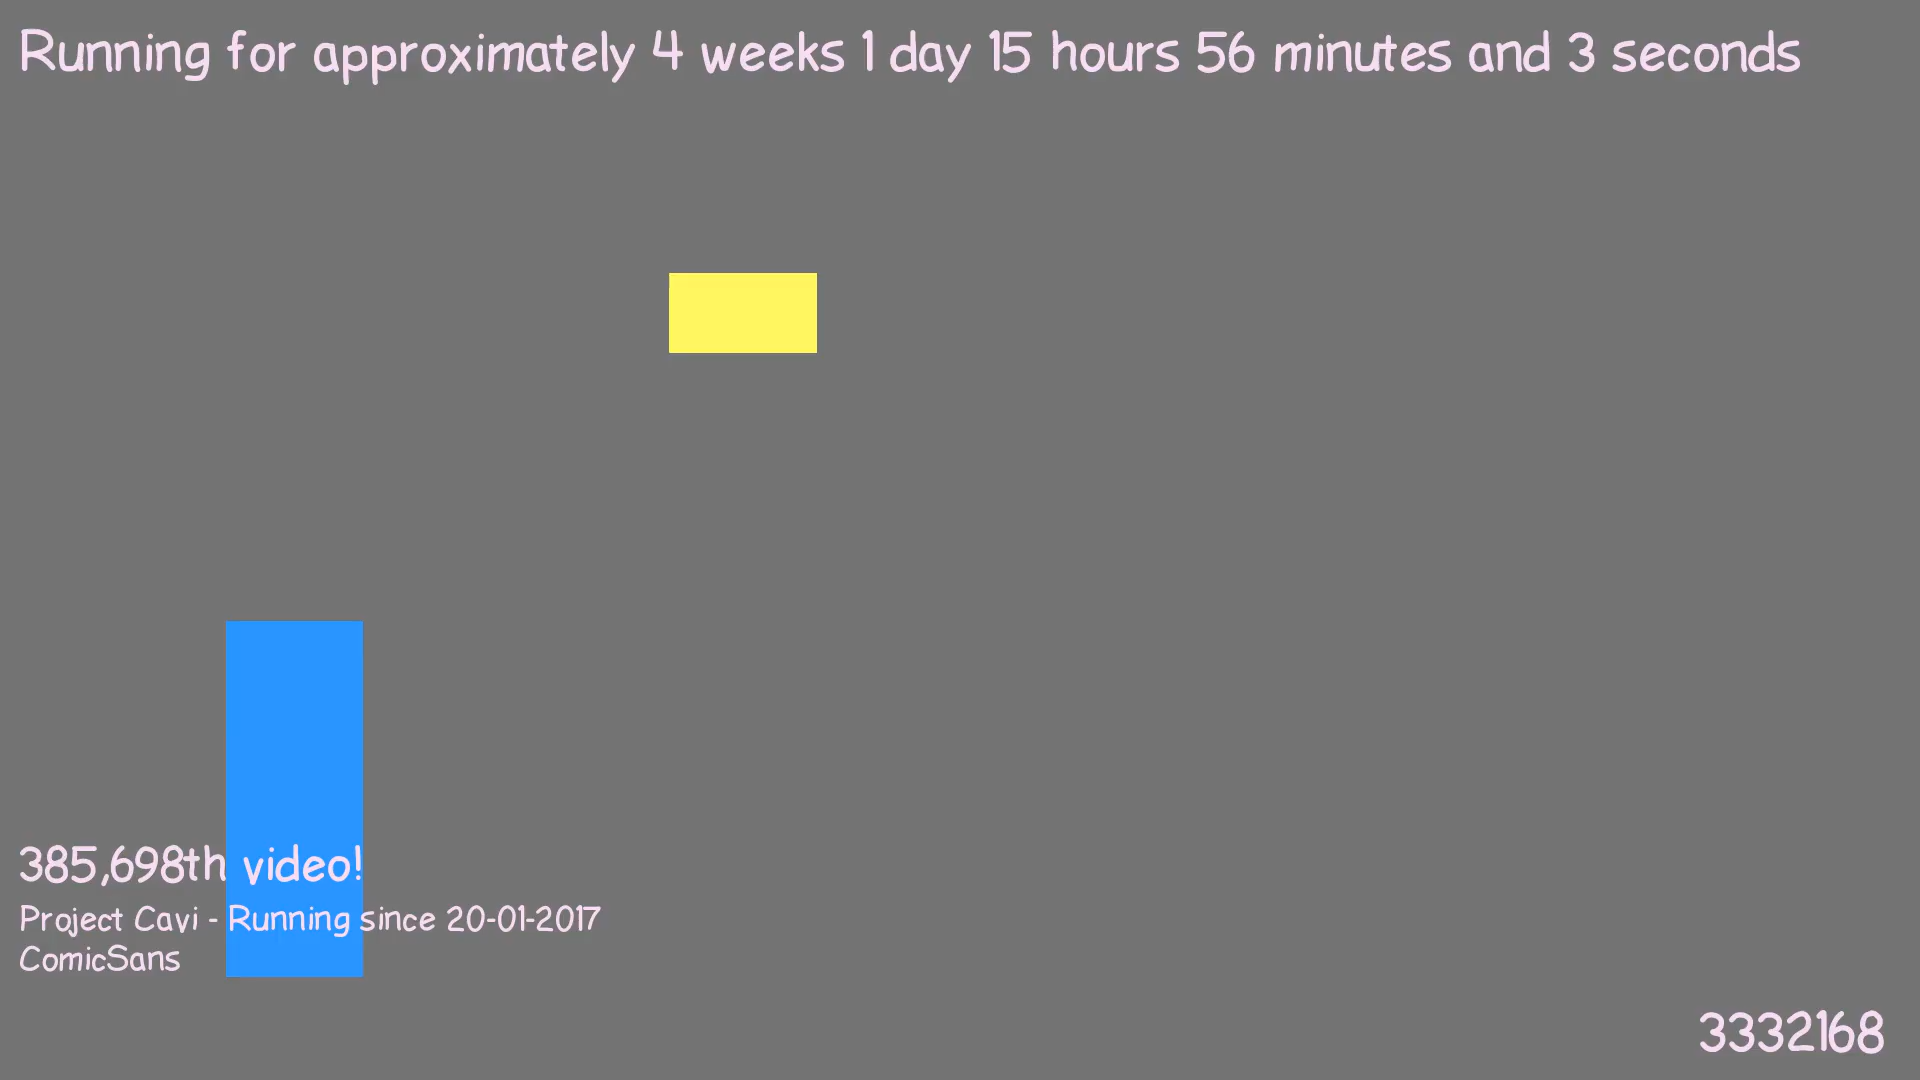 Running for approximately 4 weeks 1 day 15 hours 56 minutes and 3 seconds
385,698th video!
Project Cavi - Running since 20-01-2017
ComicSans
3332168